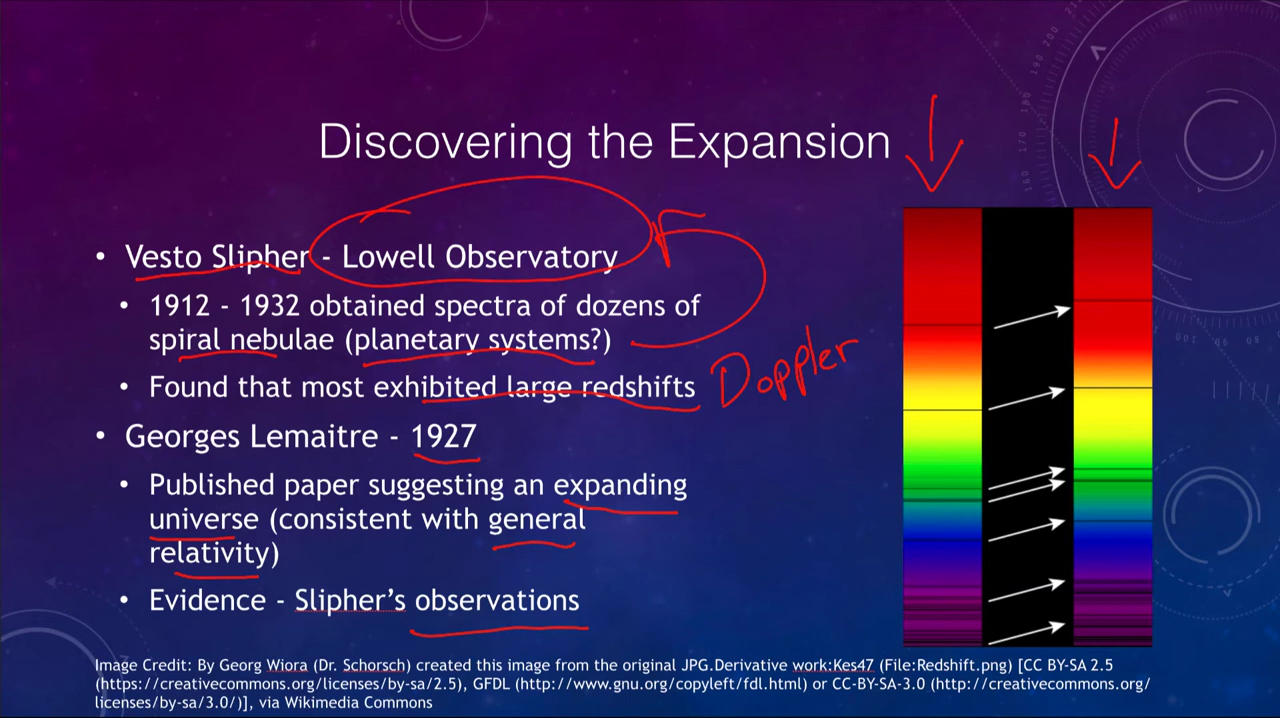 Discovering the Expansion
• Vesto Slipher - Lowell Observatory
• 1912 - 1932 obtained spectra of dozens of
spiral nebulae (planetary systems?)
• Found that most exhibited large redshifts
Doppler
• Georges Lemaitre - 1927
• Published paper suggesting an expanding
universe (consistent with general
relativity)
• Evidence - Slipher’s observations
Image Credit: By Georg Wiora (Dr. Schorsch) created this image from the original JPG.Derivative work:Kes47 (File:Redshift.png) [CC BY-SA 2.5
(https://creativecommons.org/licenses/by-sa/2.5), GFDL (http://www.gnu.org/copyleft/fdl.html) or CC-BY-SA-3.0 (http://creativecommons.org/
licenses/by-sa/3.0/)], via Wikimedia Commons
200
190
170
160